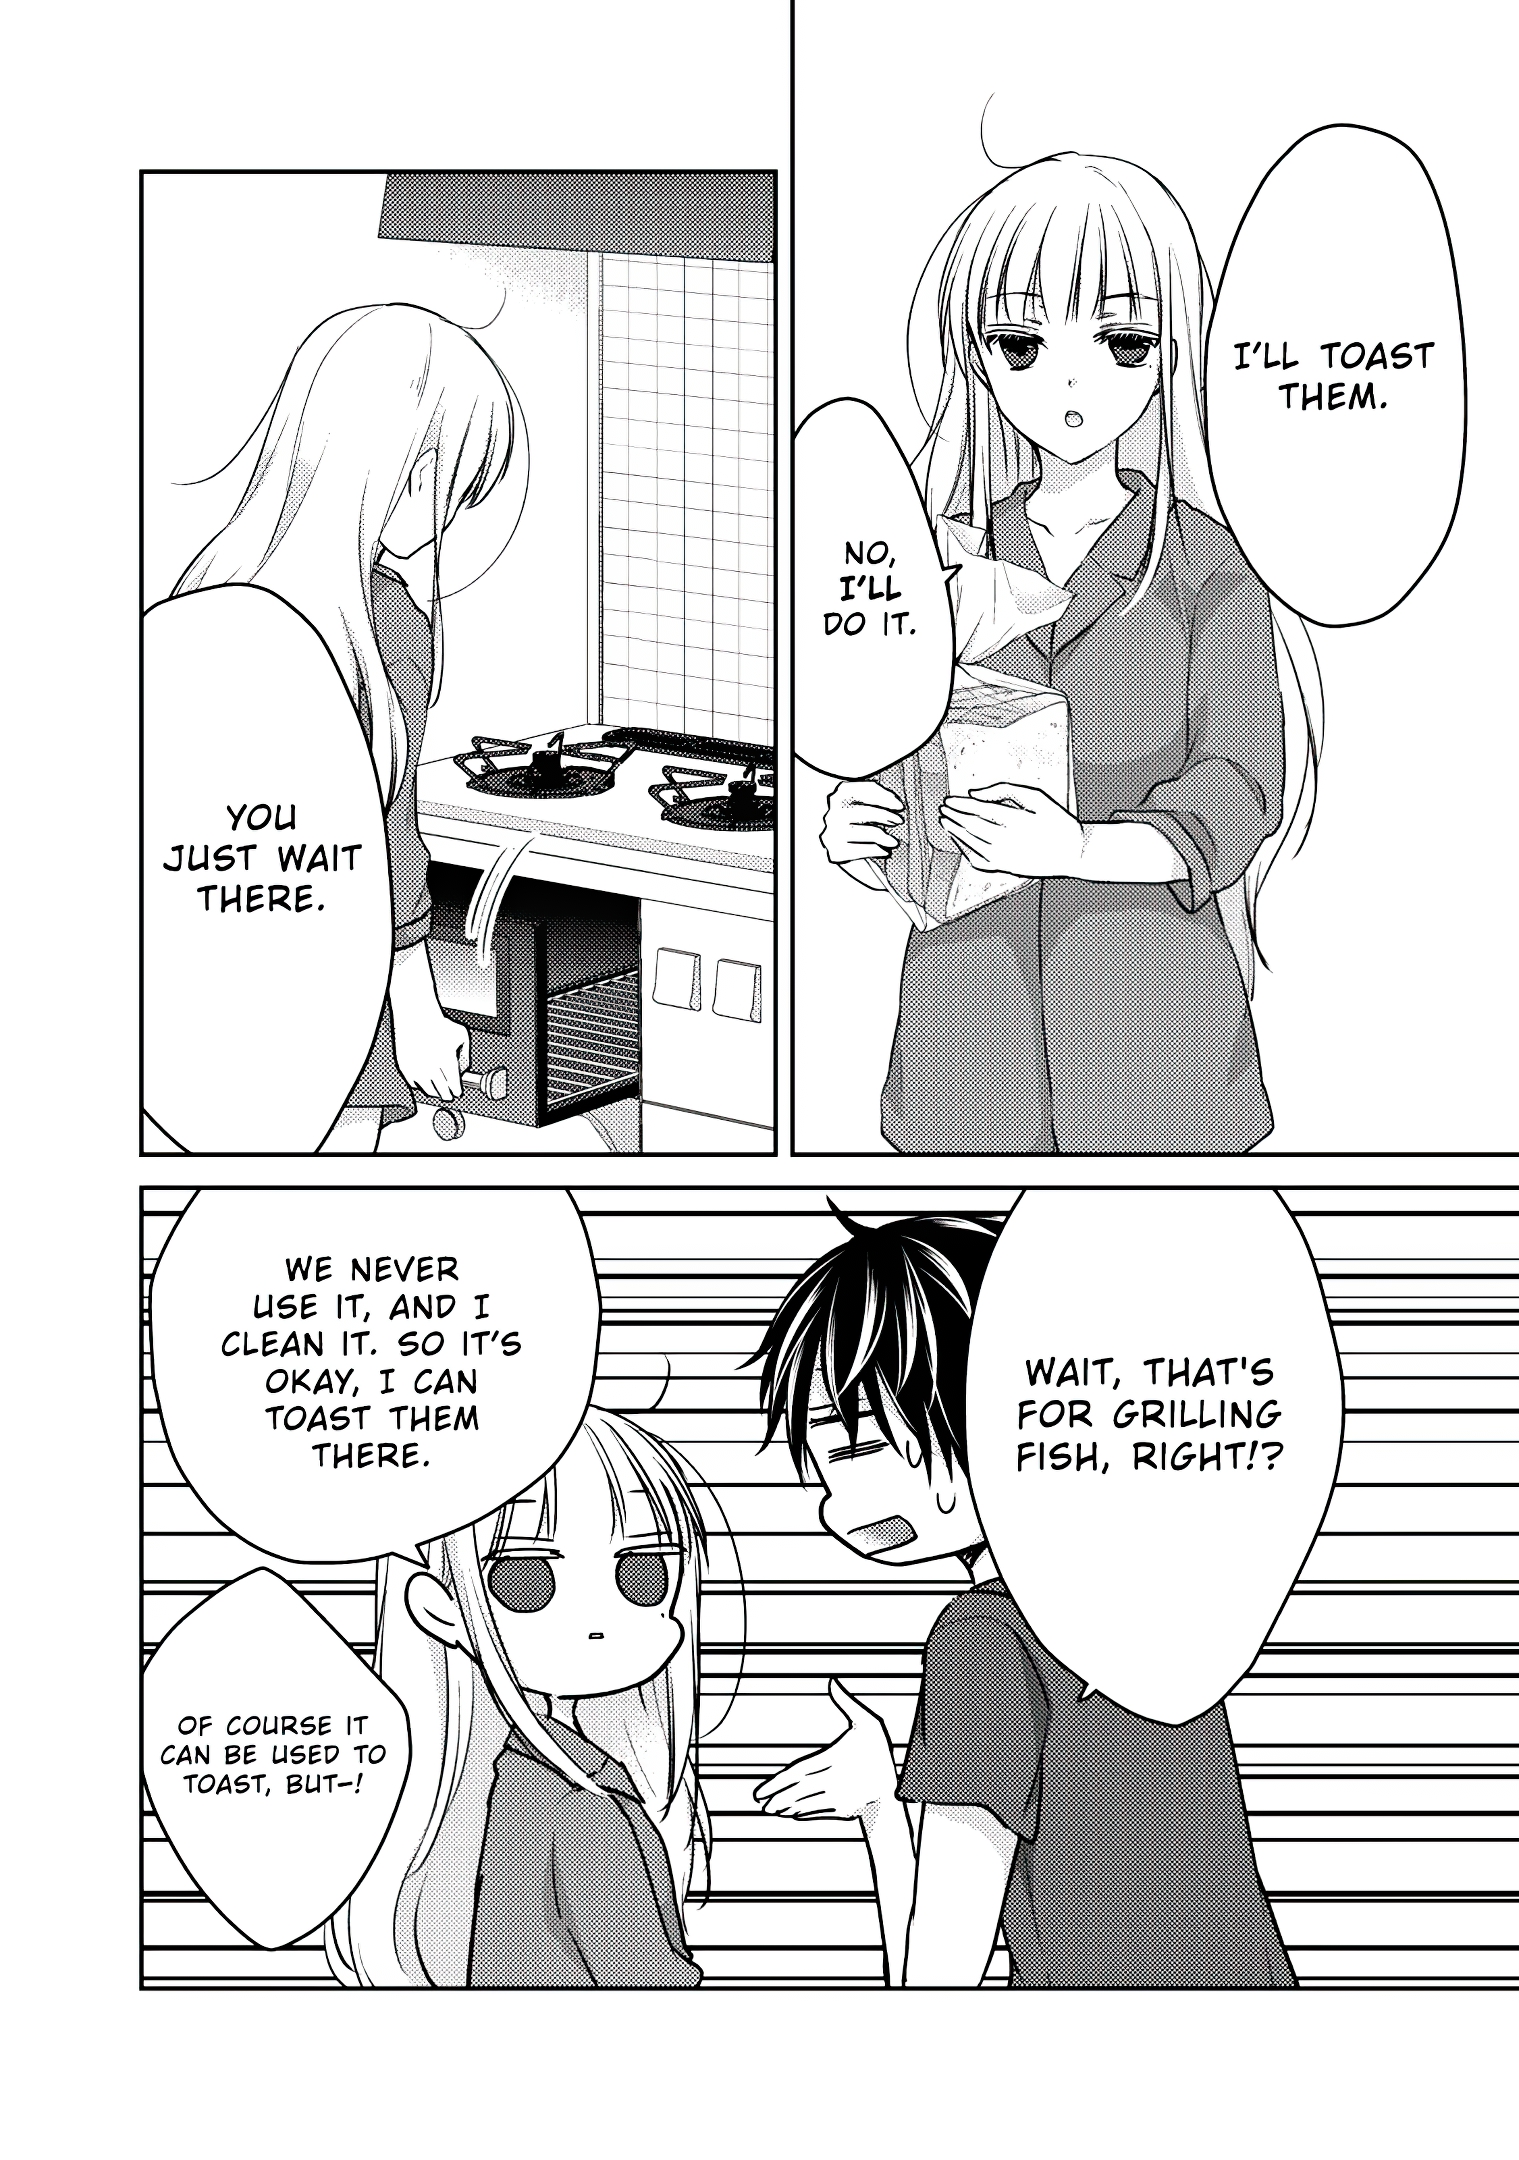 I'LL TOAST
THEM.
NO,
I'LL
DO IT.
YOU
JUST WAIT
THERE.
WAIT, THAT'S
FOR GRILLING
FISH, RIGHT!?
WE NEVER
USE IT, AND I
CLEAN IT. SO IT'S
OKAY, I CAN
TOAST THEM
THERE.
OF COURSE IT
CAN BE USED TO
TOAST, BUT-!